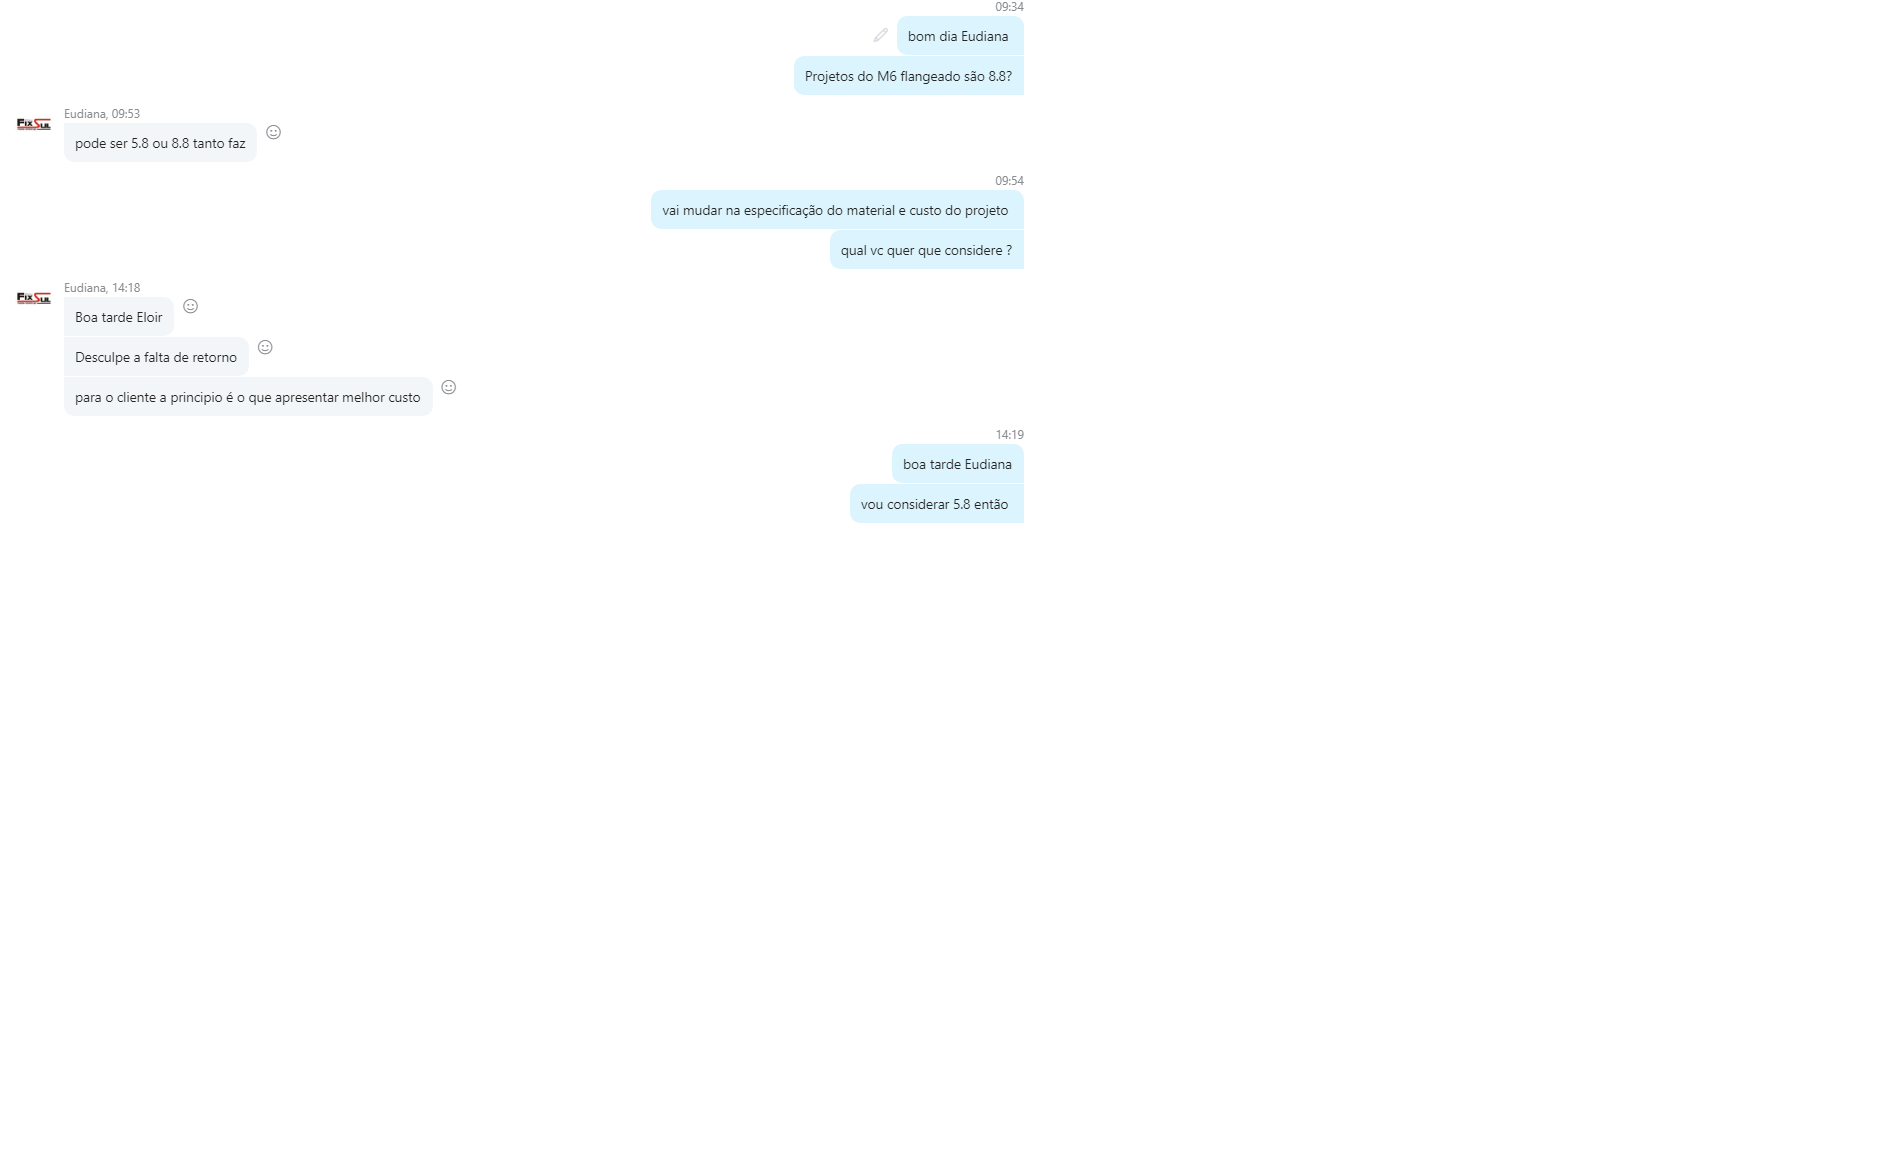 09:34
bom dia Eudiana
Projetos do M6 flangeado são 8.8?
Eudiana, 09:53
FixSul
pode ser 5.8 ou 8.8 tanto faz
09:54
vai mudar na especificação do material e custo do projeto
qual vc quer que considere ?
Eudiana, 14:18
FixSul
Boa tarde Eloir
Desculpe a falta de retorno
para o cliente a principio é o que apresentar melhor custo
14:19
boa tarde Eudiana
vou considerar 5.8 então